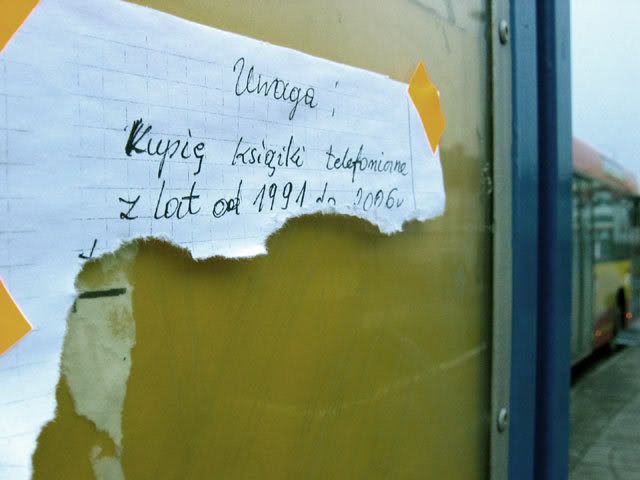 Uwaga!
Kupię książki telefoniczne
z lat od 1991 do 2006r